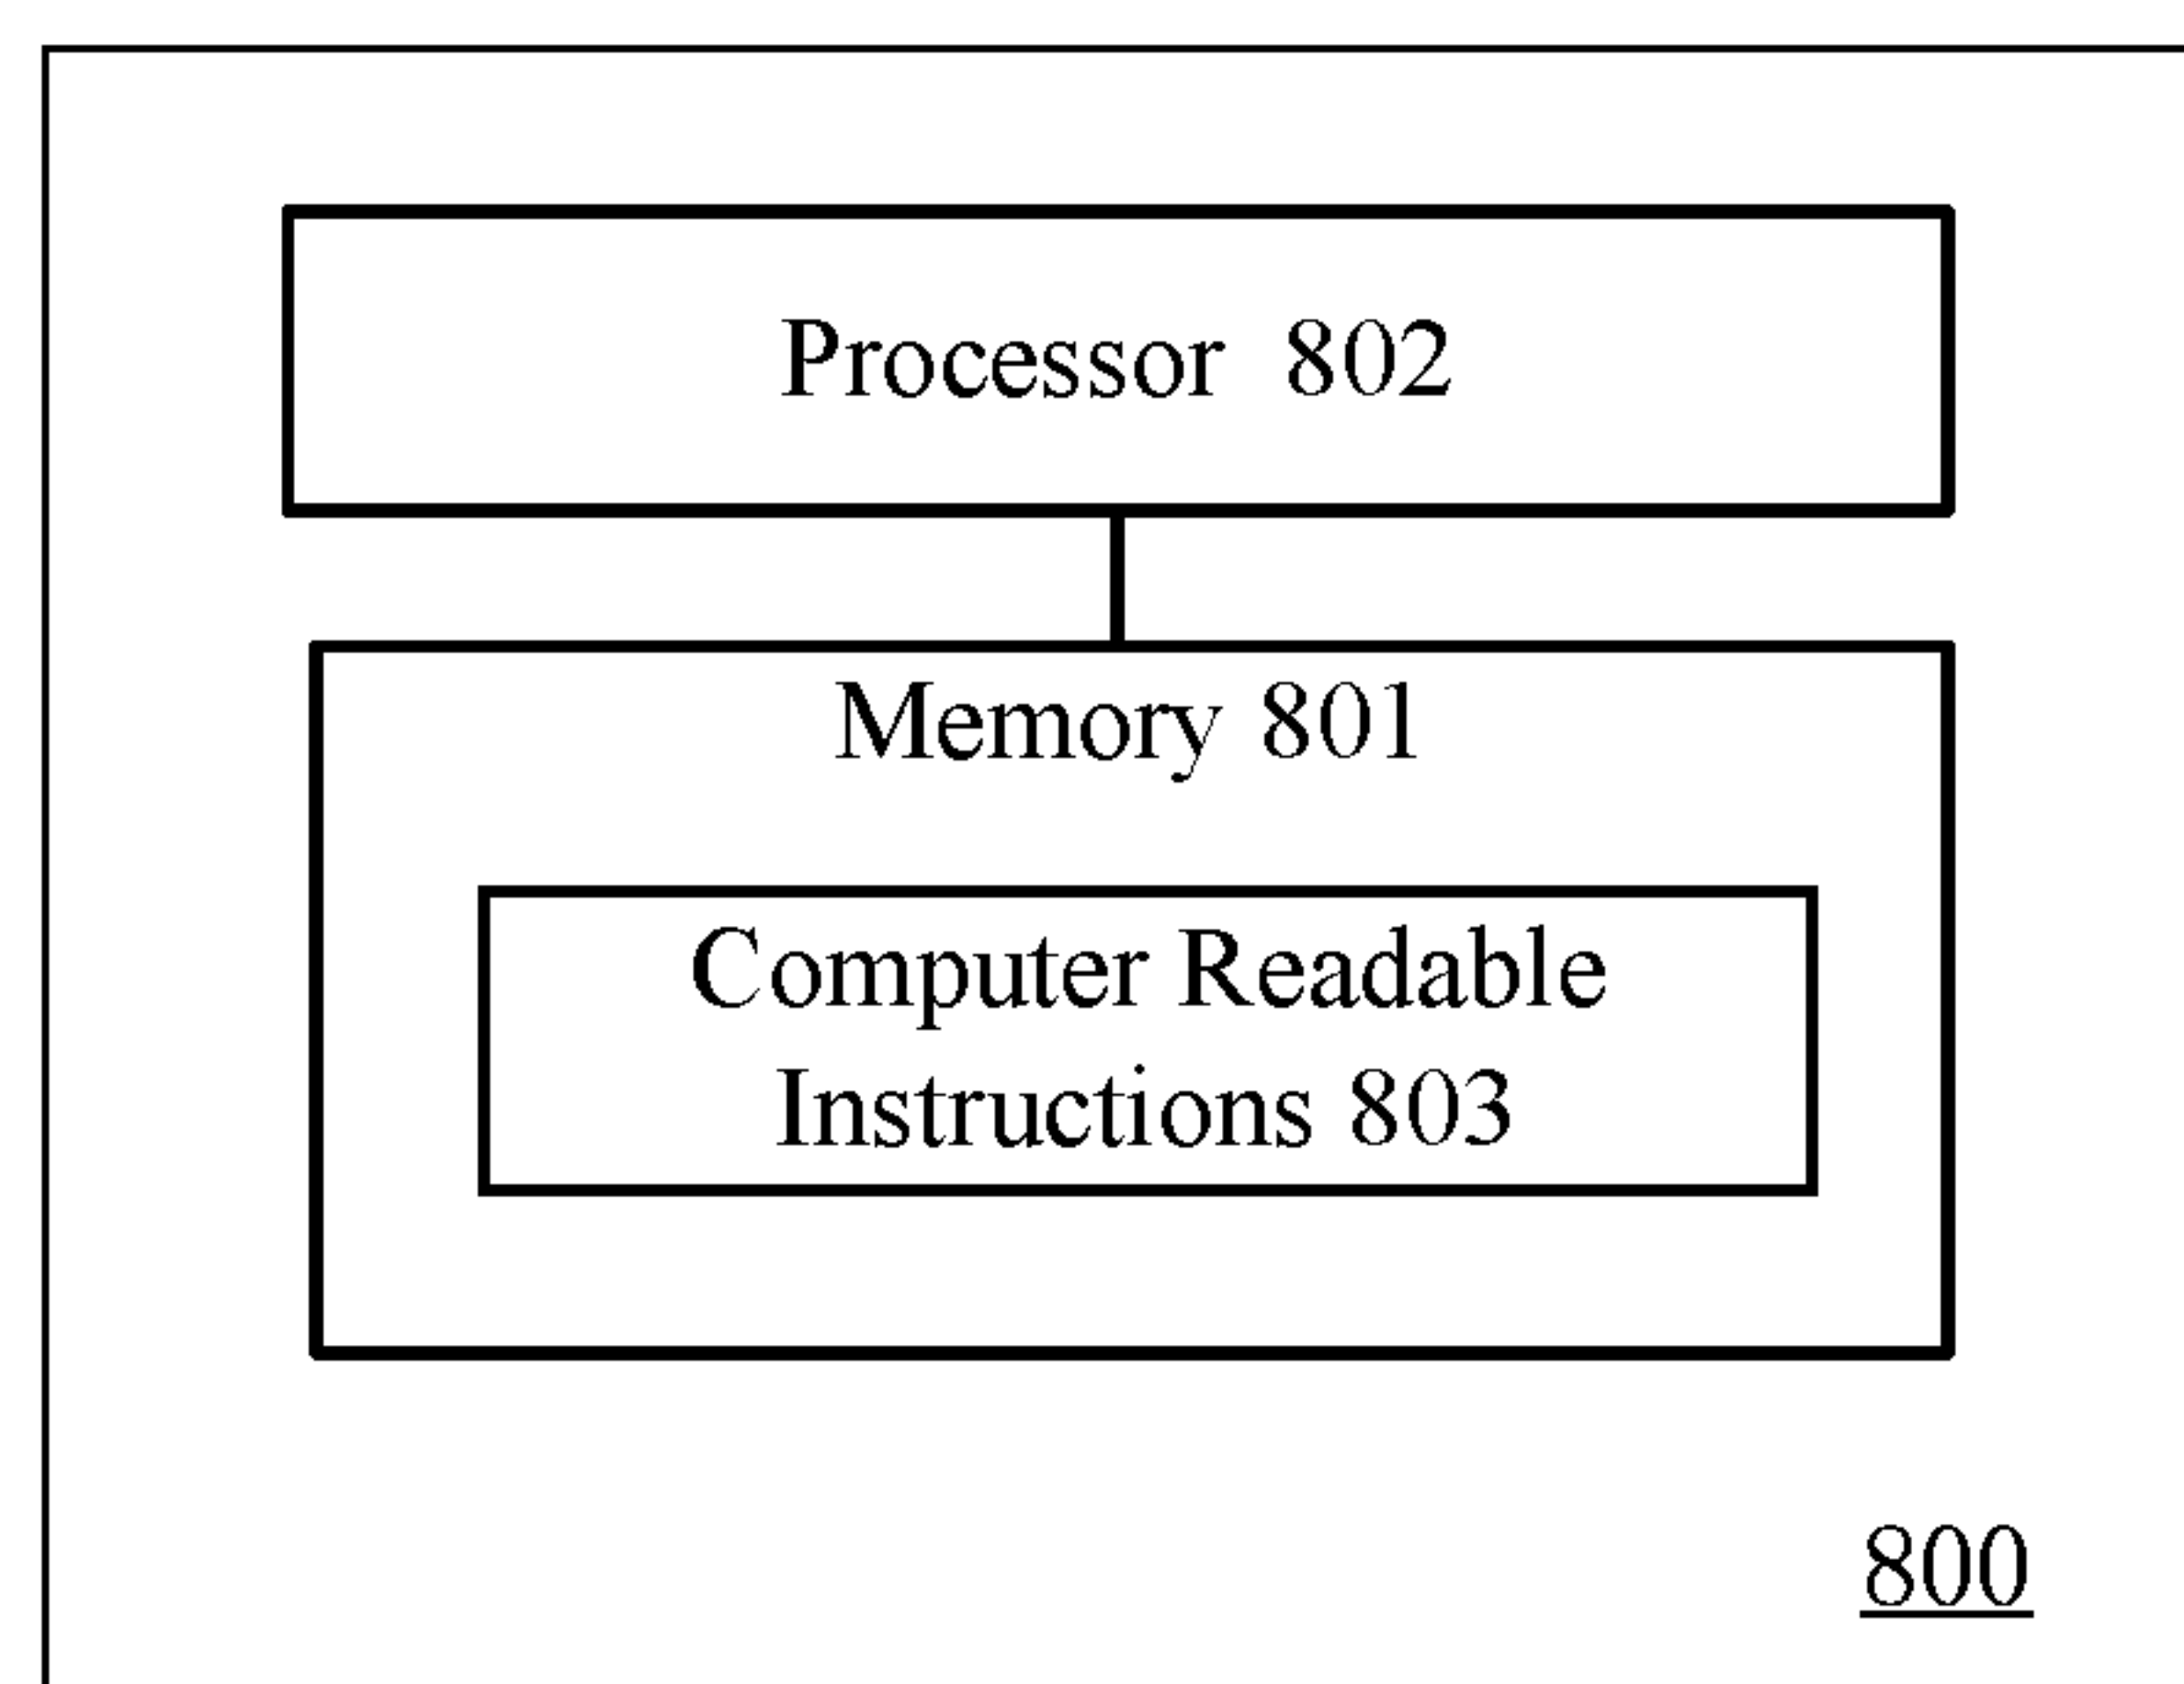 Processor 802
Memory 801
Computer Readable
Instructions 803
800